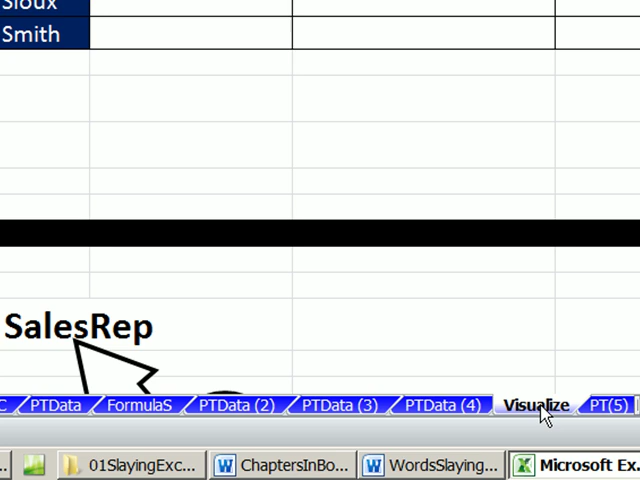 Sioux
Smith
SalesRep
C PTData FormulaS PTData (2) PTData (3) PTData (4) Visualize PT(5)
... 01SlayingExc... ChaptersInBo... WordsSlaying... Microsoft Ex...